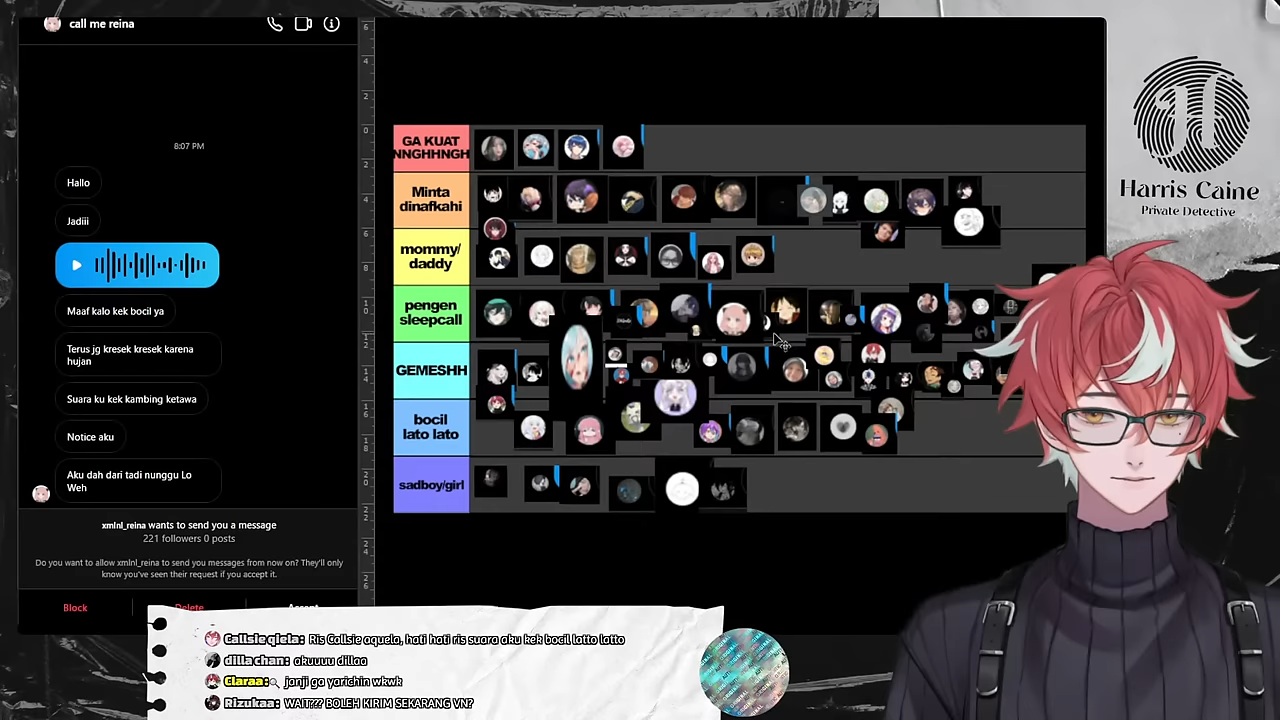 call me reina
8:07 PM
Hallo
Jadiii
Maaf kalo kek bocil ya
Terus jg kresek kresek karena
hujan
Suara ku kek kambing ketawa
Notice aku
Aku dah dari tadi nunggu Lo
Weh
xmlnl_reina wants to send you a message
221 followers 0 posts
Do you want to allow xmlnl_reina to send you messages from now on? They'll only
know you've seen their request if you accept it.
Block
Delete
Accept
GA KUAT
NNGHHNGH
Minta
dinafkahi
mommy/
daddy
pengen
sleepcall
GEMESHH
bocil
lato lato
sadboy/girl
Harris Caine
Private Detective
Callsie qiela: Ris Callsie aquela, hati hati ris suara aku kek bocil latto latto
dillachan: akuuuu dillaa
Claraa: janji ga yarichin wkwk
Rizukaa: WAIT??? BOLEH KIRIM SEKARANG VN?